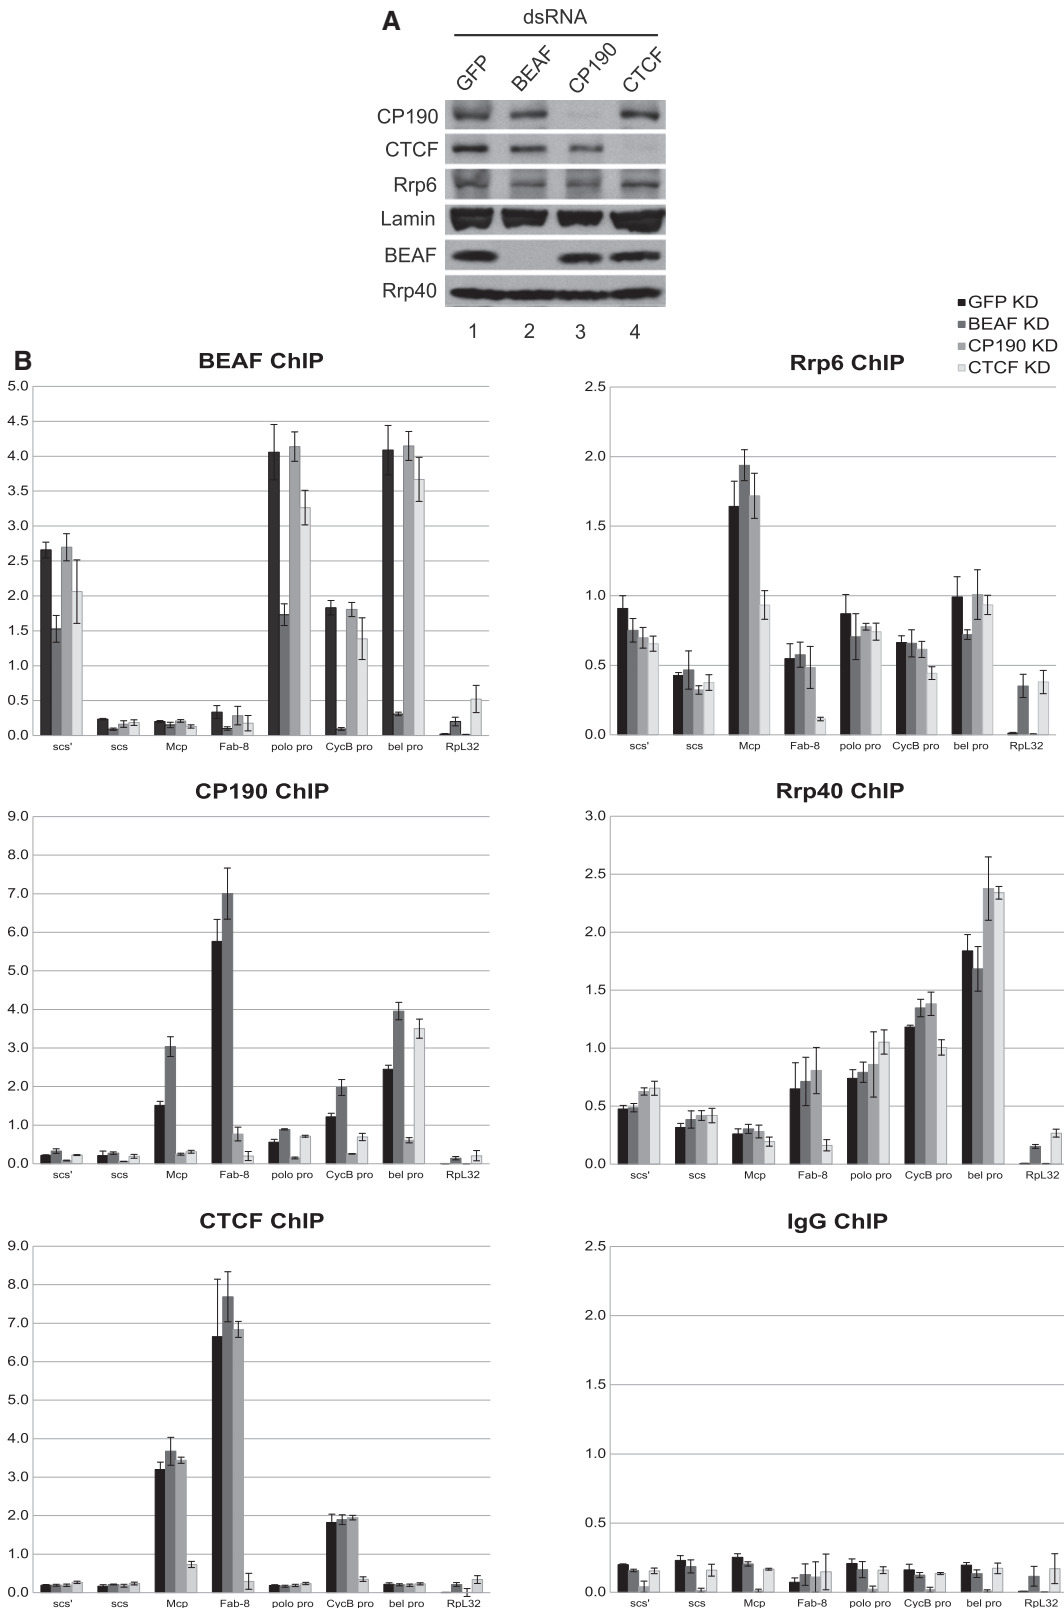 A
dsRNA
GFP BEAF CP190 CTCF
CP190
CTCF
Rrp6
Lamin
BEAF
Rrp40
1 2 3 4
GFP KD
BEAF KD
CP190 KD
CTCF KD
B
BEAF ChIP
5.0
4.5
4.0
3.5
3.0
2.5
2.0
1.5
1.0
0.5
0.0
scs' scs Mcp Fab-8 polo pro CycB pro bel pro RpL32
Rrp6 ChIP
2.5
2.0
1.5
1.0
0.5
0.0
scs' scs Mcp Fab-8 polo pro CycB pro bel pro RpL32
CP190 ChIP
9.0
8.0
7.0
6.0
5.0
4.0
3.0
2.0
1.0
0.0
scs' scs Mcp Fab-8 polo pro CycB pro bel pro RpL32
Rrp40 ChIP
3.0
2.5
2.0
1.5
1.0
0.5
0.0
scs' scs Mcp Fab-8 polo pro CycB pro bel pro RpL32
CTCF ChIP
9.0
8.0
7.0
6.0
5.0
4.0
3.0
2.0
1.0
0.0
scs' scs Mcp Fab-8 polo pro CycB pro bel pro RpL32
IgG ChIP
2.5
2.0
1.5
1.0
0.5
0.0
scs' scs Mcp Fab-8 polo pro CycB pro bel pro RpL32